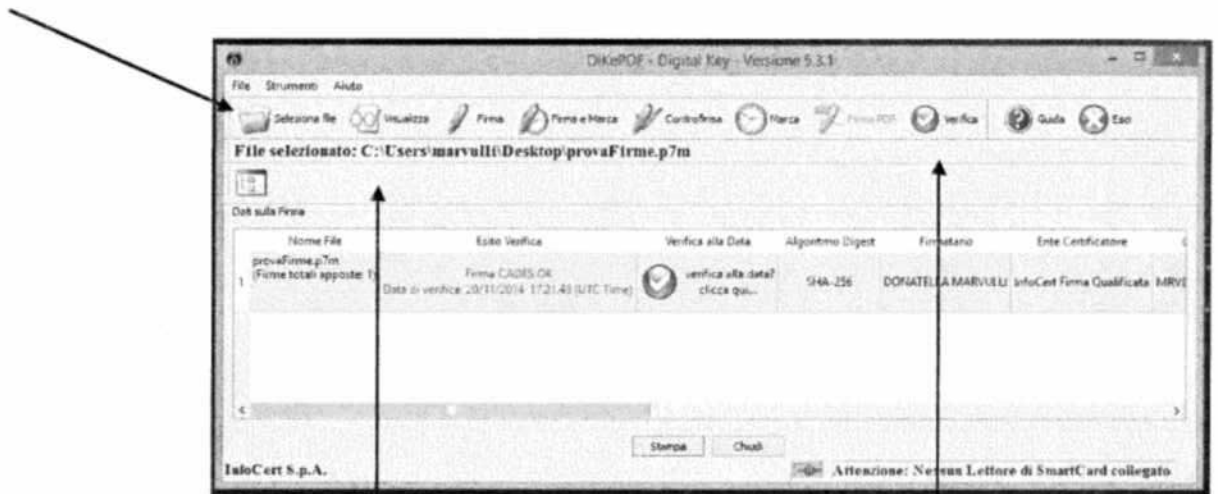 DiKePDF - Digital Key - Versione 5.3.1
File Strumenti Aiuto
Seleziona file Visualizza Firma Firma e Marca Controfirma Marca Firma PDF Verifica Guida Esci
File selezionato: C:\Users\marvulli\Desktop\provaFirme.p7m
Dati sulla Firma
Nome File Esito Verifica Verifica alla Data Algoritmo Digest Firmatario Ente Certificatore
1 provaFirme.p7m
(Firme totali apposte: 1)
Firma CADES OK
Data di verifica: 20/11/2014 17:21:43 (UTC Time)
verifica alla data?
clicca qui...
SHA-256 DONATELLA MARVULLI InfoCert Firma Qualificata
Stampa Chiudi
InfoCert S.p.A. Attenzione: Nessun Lettore di SmartCard collegato